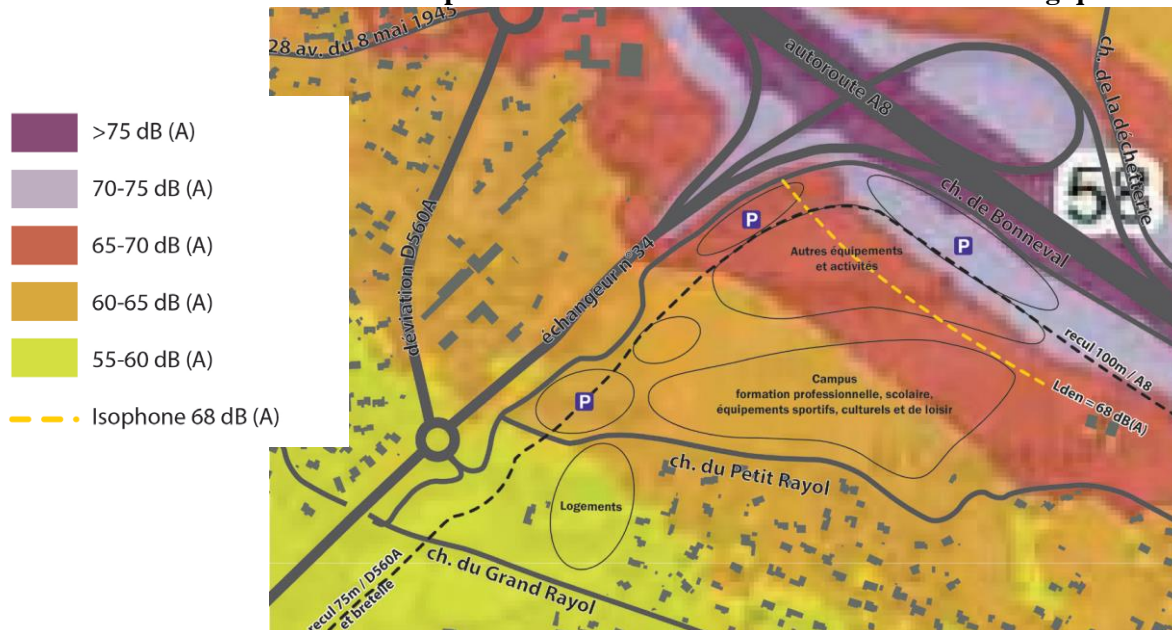 28 av. du 8 mai 1945
autoroute A8
ch. de la déchetterie
>75 dB (A)
70-75 dB (A)
65-70 dB (A)
60-65 dB (A)
55-60 dB (A)
Isophone 68 dB (A)
déviation D560A
échangeur n°34
ch. de Bonneval
P
P
Autres équipements
et activités
recul 100m / A8
Lden = 68 dB(A)
Campus
formation professionnelle, scolaire,
équipements sportifs, culturels et de loisir
P
ch. du Petit Rayol
Logements
ch. du Grand Rayol
recul 75m / D560A
et bretelle